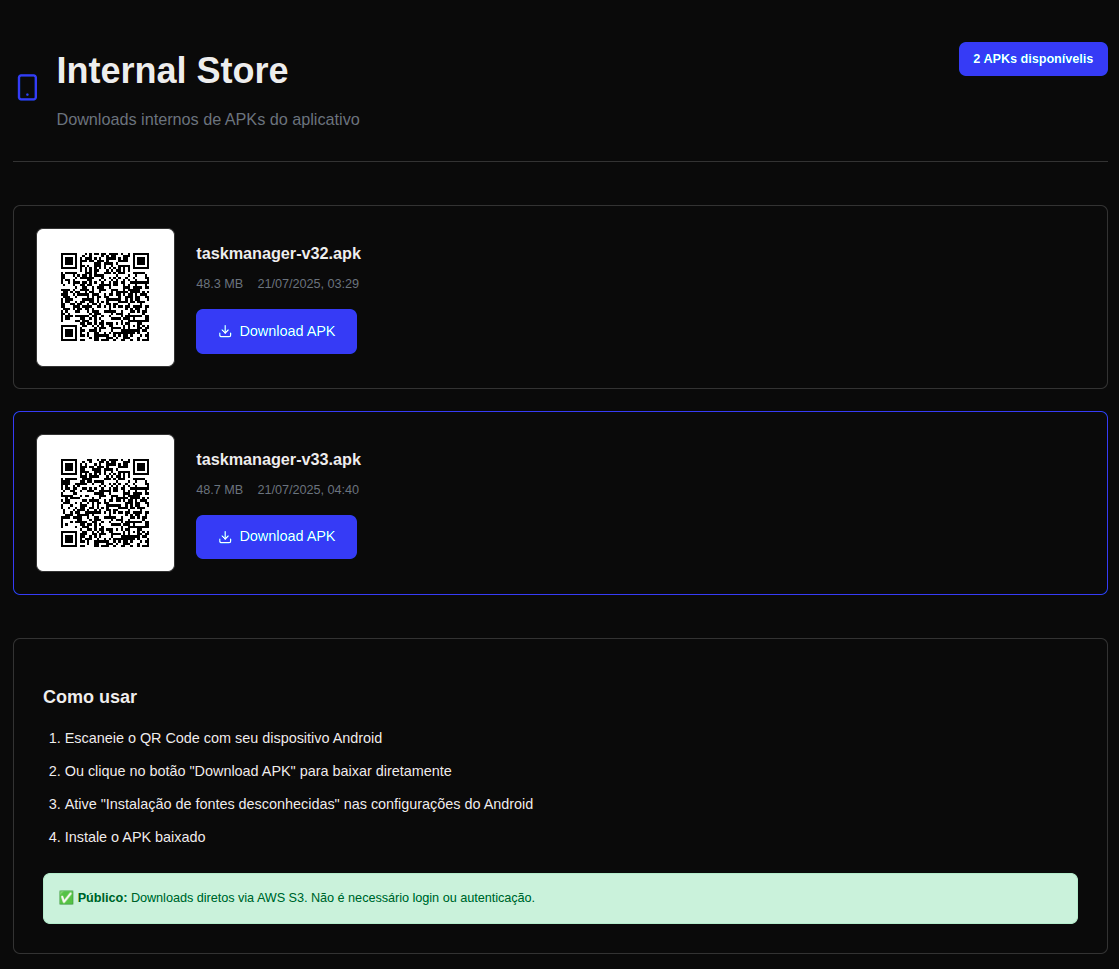 Internal Store
2 APKs disponívelis
Downloads internos de APKs do aplicativo
taskmanager-v32.apk
48.3 MB 21/07/2025, 03:29
Download APK
taskmanager-v33.apk
48.7 MB 21/07/2025, 04:40
Download APK
Como usar
1. Escaneie o QR Code com seu dispositivo Android
2. Ou clique no botão "Download APK" para baixar diretamente
3. Ative "Instalação de fontes desconhecidas" nas configurações do Android
4. Instale o APK baixado
✅ Público: Downloads diretos via AWS S3. Não é necessário login ou autenticação.